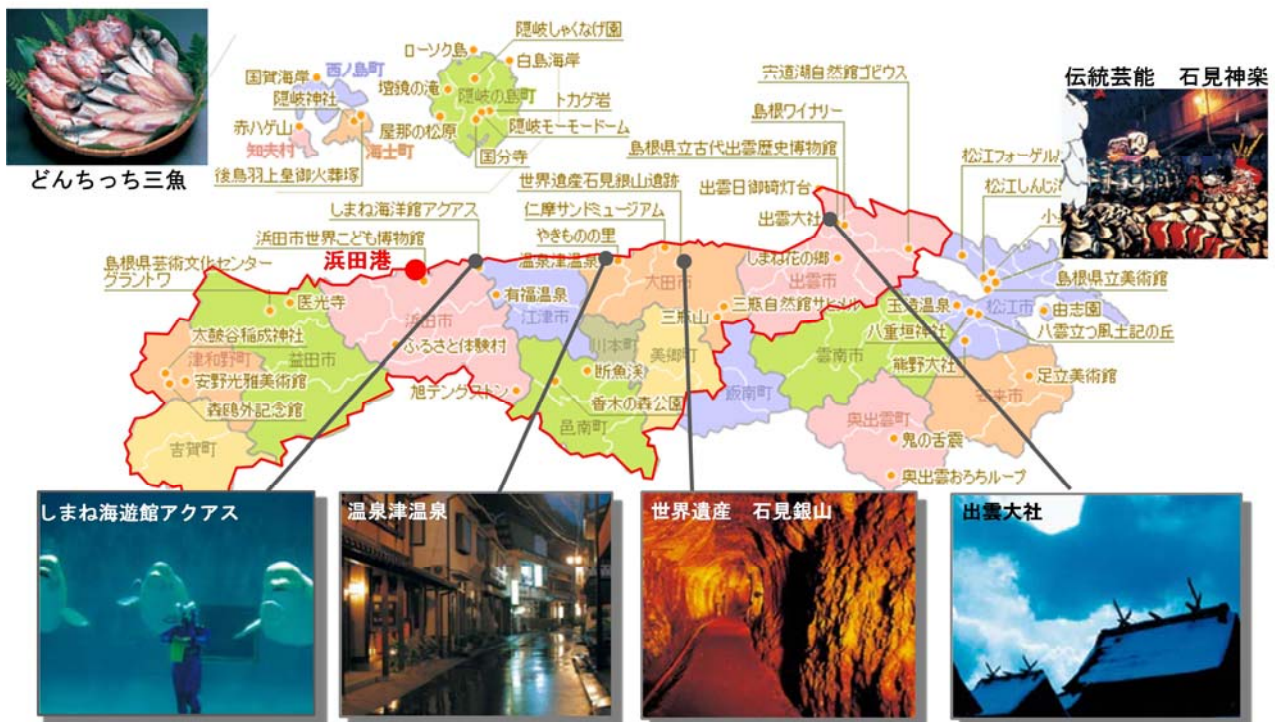 どんちっち三魚
伝統芸能　石見神楽
隠岐しゃくなげ園
ローソク島
白島海岸
西ノ島町
国賀海岸
隠岐神社
壇鏡の滝
隠岐の島町
トカゲ岩
赤ハゲ山
知夫村
海士町
屋那の松原
隠岐モーモードーム
国分寺
後鳥羽上皇御火葬塚
宍道湖自然館ゴビウス
島根ワイナリー
島根県立古代出雲歴史博物館
世界遺産石見銀山遺跡
出雲日御碕灯台
松江フォーゲル
松江しんじ
しまね海洋館アクアス
仁摩サンドミュージアム
出雲大社
浜田市世界こども博物館
やきものの里
島根県芸術文化センター
グラントワ
浜田港
温泉津温泉
大田市
しまね花の郷
出雲市
島根県立美術館
医光寺
有福温泉
江津市
三瓶自然館サヒメル
玉造温泉
松江市
由志園
浜田市
三瓶山
八重垣神社
八雲立つ風土記の丘
太皷谷稲成神社
津和野町
益田市
ふるさと体験村
川本町
美郷町
雲南市
熊野大社
安野光雅美術館
断魚渓
飯南町
足立美術館
安来市
森鴎外記念館
旭テングストン
香木の森公園
奥出雲町
吉賀町
邑南町
鬼の舌震
奥出雲おろちループ
しまね海遊館アクアス
温泉津温泉
世界遺産　石見銀山
出雲大社